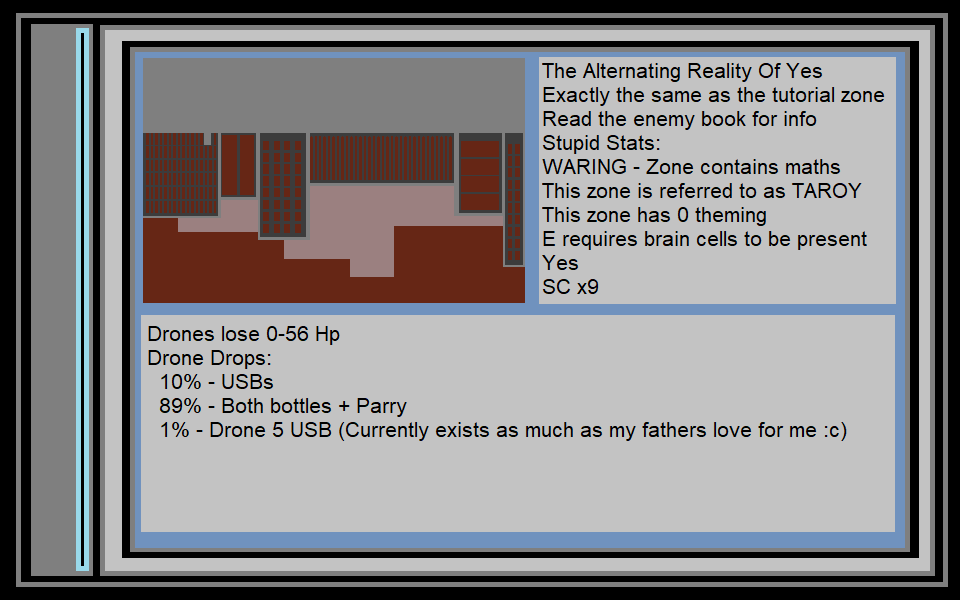 The Alternating Reality Of Yes
Exactly the same as the tutorial zone
Read the enemy book for info
Stupid Stats:
WARING - Zone contains maths
This zone is referred to as TAROY
This zone has 0 theming
E requires brain cells to be present
Yes
SC x9
Drones lose 0-56 Hp
Drone Drops:
10% - USBs
89% - Both bottles + Parry
1% - Drone 5 USB (Currently exists as much as my fathers love for me :c)